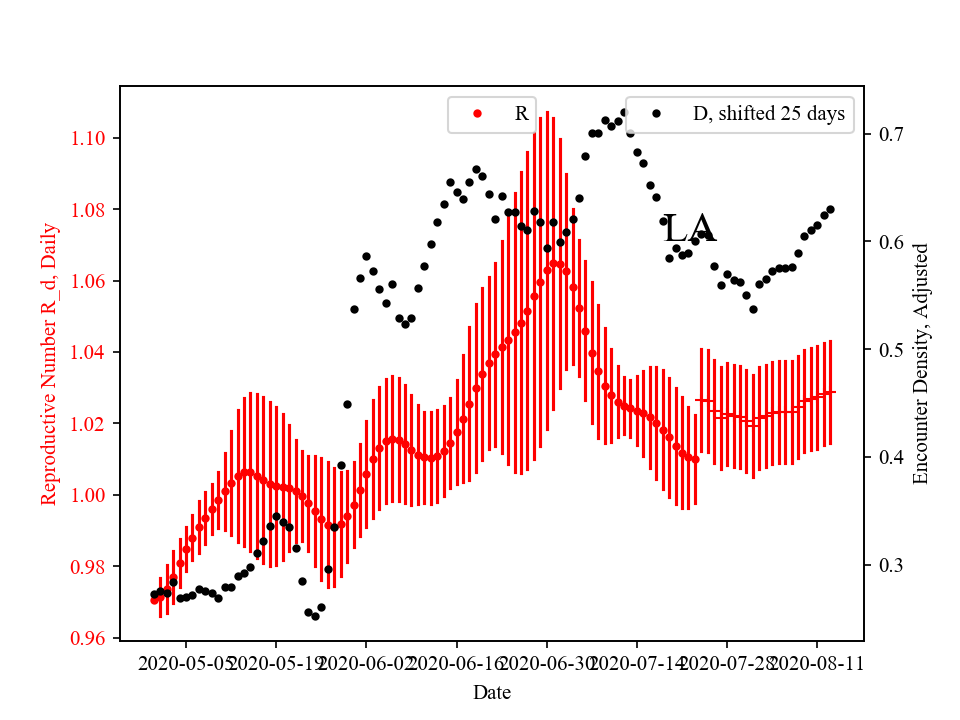 R
D, shifted 25 days
LA
Reproductive Number R_d, Daily
1.10
1.08
1.06
1.04
1.02
1.00
0.98
0.96
Encounter Density, Adjusted
0.7
0.6
0.5
0.4
0.3
2020-05-05 2020-05-19 2020-06-02 2020-06-16 2020-06-30 2020-07-14 2020-07-28 2020-08-11
Date